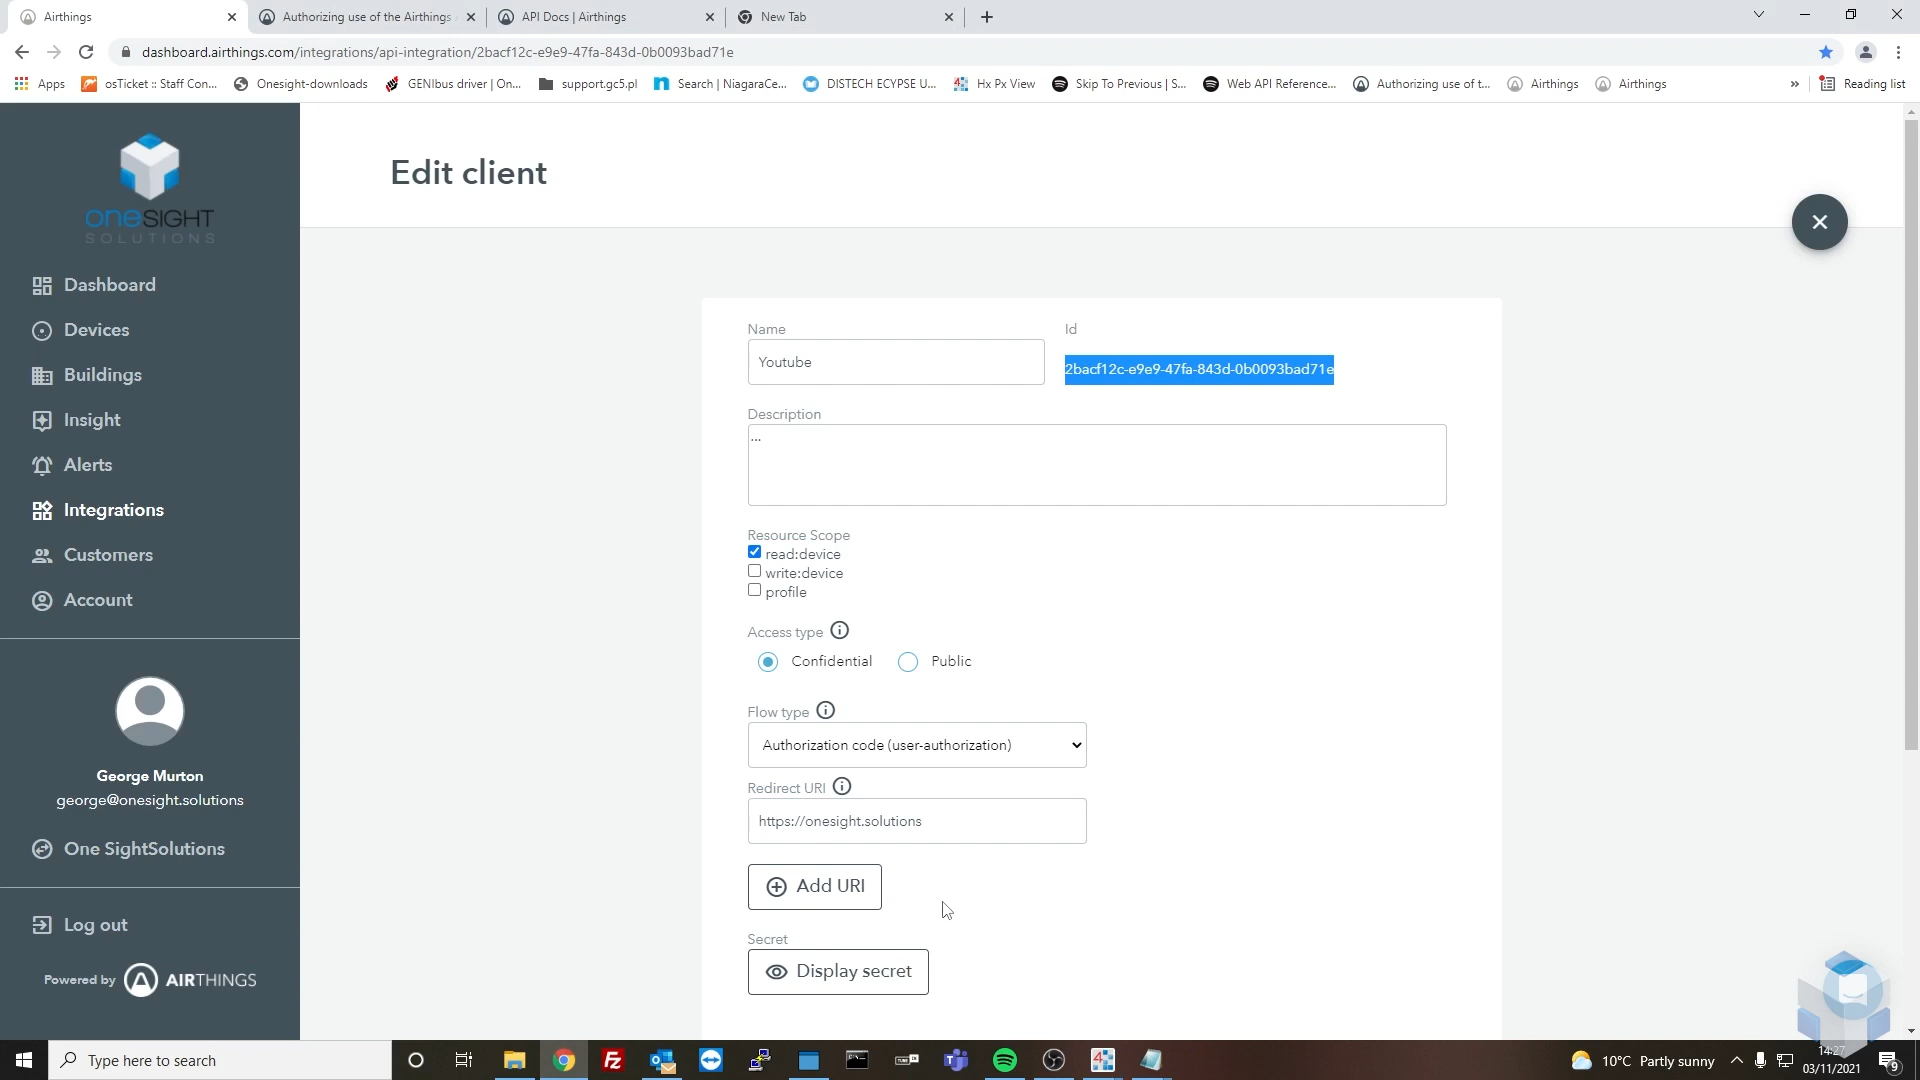 Airthings
Authorizing use of the Airthings
API Docs | Airthings
New Tab
dashboard.airthings.com/integrations/api-integration/2bacf12c-e9e9-47fa-843d-0b0093bad71e
Apps
osTicket :: Staff Con...
Onesight-downloads
GENIbus driver | On...
support.gc5.pl
Search | NiagaraCe...
DISTECH ECYPSE U...
Hx Px View
Skip To Previous | S...
Web API Reference...
Authorizing use of t...
Airthings
Airthings
»
Reading list
oneSIGHT
SOLUTIONS
Dashboard
Devices
Buildings
Insight
Alerts
Integrations
Customers
Account
George Murton
george@onesight.solutions
One SightSolutions
Log out
Powered by AIRTHINGS
Edit client
Name
Youtube
Id
2bacf12c-e9e9-47fa-843d-0b0093bad71e
Description
...
Resource Scope
read:device
write:device
profile
Access type
Confidential
Public
Flow type
Authorization code (user-authorization)
Redirect URI
https://onesight.solutions
Add URI
Secret
Display secret
Type here to search
10°C Partly sunny
14:27
03/11/2021
9